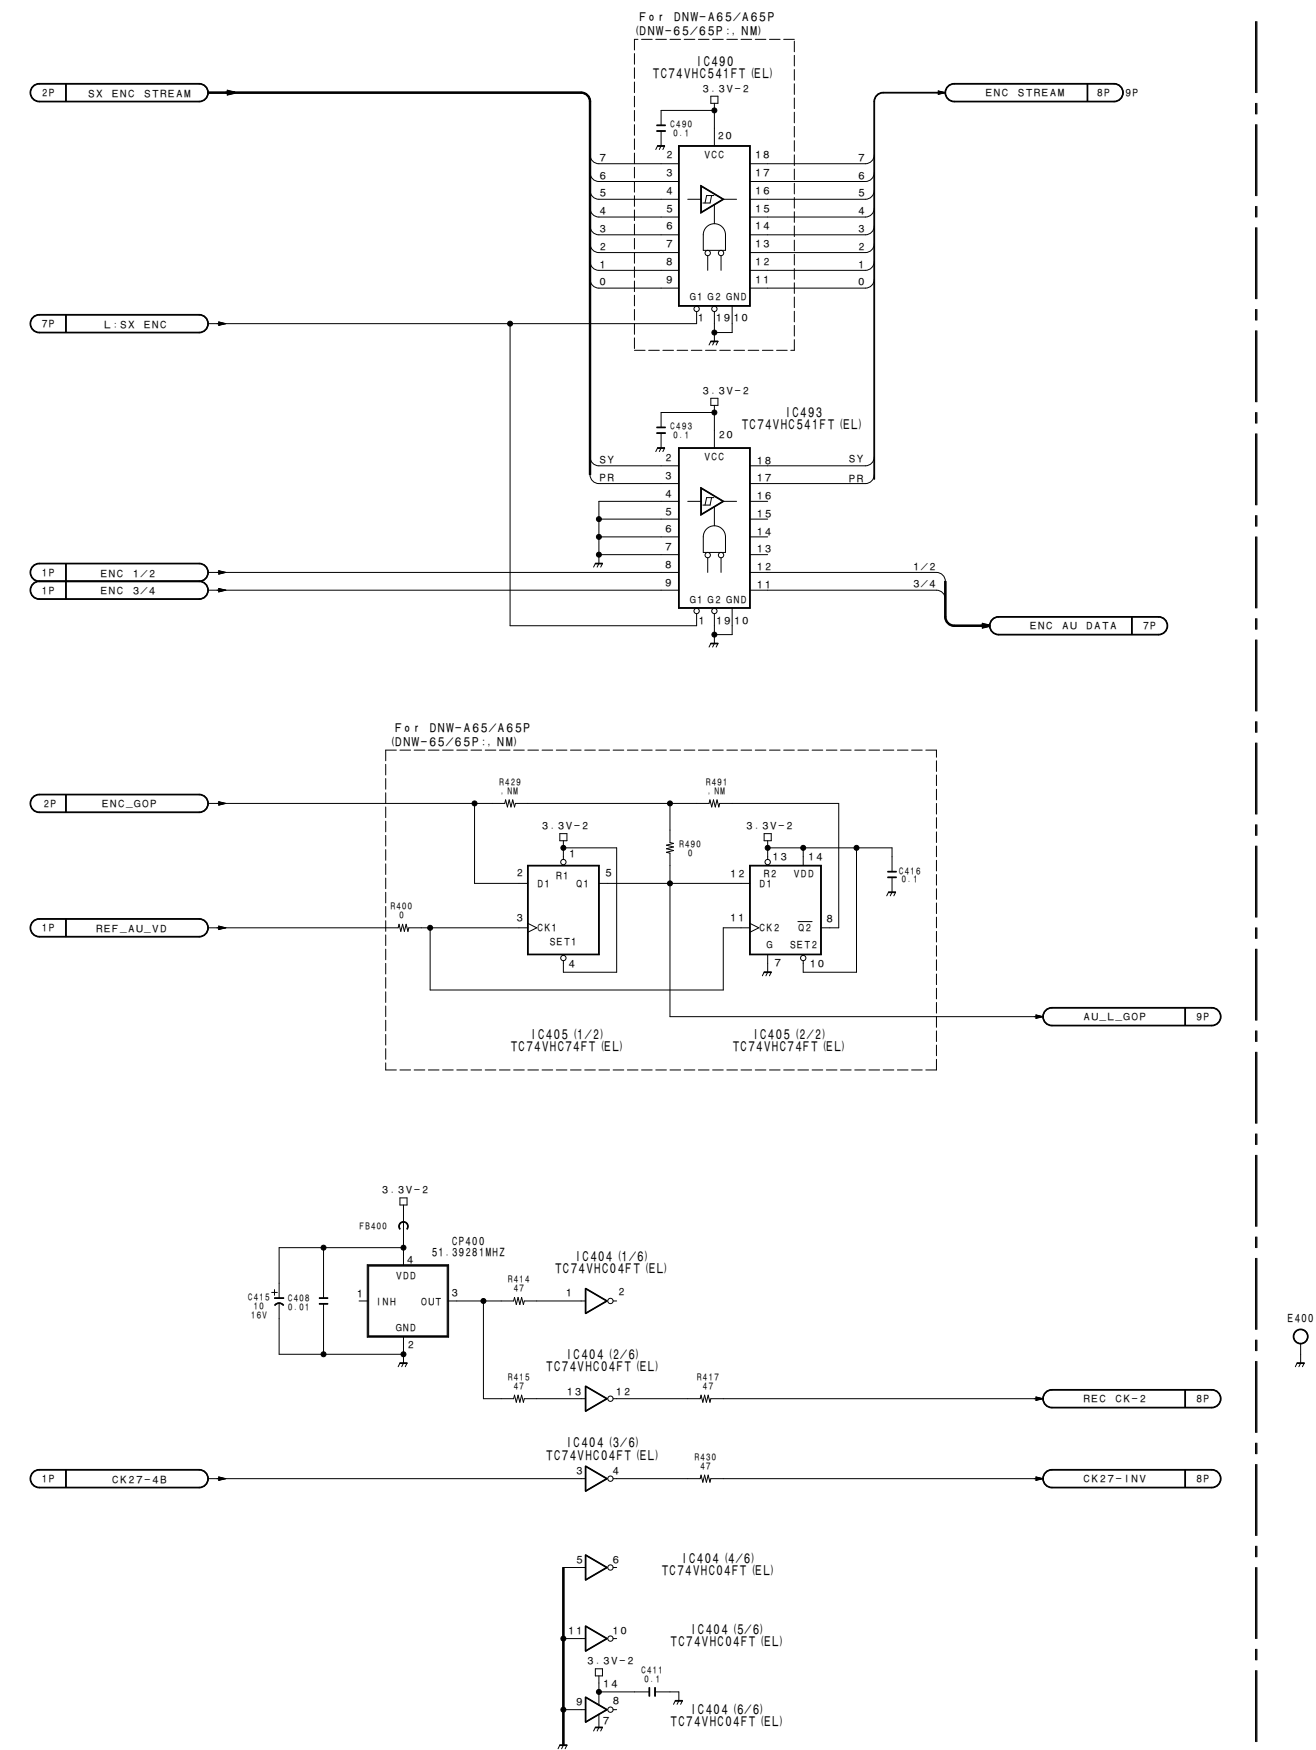 For DNW-A65/A65P
(DNW-65/65P:. NM)
IC490
TC74VHC541FT (EL)
3.3V-2
2P SX ENC STREAM
ENC STREAM 8P 9P
C490
0.1
20
VCC
7 2 18 7
6 3 17 6
5 4 16 5
4 5 15 4
3 6 14 3
2 7 13 2
1 8 12 1
0 9 11 0
G1 G2 GND
1 19 10
7P L:SX ENC
3.3V-2
IC493
TC74VHC541FT (EL)
C493
0.1
20
VCC
SY 2 18 SY
PR 3 17 PR
4 16
5 15
6 14
7 13
1P ENC 1/2 8 12 1/2
1P ENC 3/4 9 11 3/4
G1 G2 GND
1 19 10
ENC AU DATA 7P
For DNW-A65/A65P
(DNW-65/65P:. NM)
2P ENC_GOP
R429
. NM
R491
. NM
3.3V-2
R490
0
3.3V-2
1
13 14
R1
R2 VDD
C416
0.1
2 D1 Q1 5
12 D1
R400
0
1P REF_AU_VD
3 CK1
SET1
4
11 CK2 Q2 8
G SET2
7 10
AU_L_GOP 9P
IC405 (1/2)
TC74VHC74FT (EL)
IC405 (2/2)
TC74VHC74FT (EL)
3.3V-2
FB400
CP400
51.39281MHZ
4
VDD
C415
10
16V
+
C408
0.01
1 INH OUT 3
GND
2
R414
47
IC404 (1/6)
TC74VHC04FT (EL)
1 2
E400
IC404 (2/6)
TC74VHC04FT (EL)
R415
47
13 12
R417
47
REC CK-2 8P
IC404 (3/6)
TC74VHC04FT (EL)
1P CK27-4B
3 4
R430
47
CK27-INV 8P
5 6
IC404 (4/6)
TC74VHC04FT (EL)
11 10
IC404 (5/6)
TC74VHC04FT (EL)
3.3V-2
14
C411
0.1
9 8
7
IC404 (6/6)
TC74VHC04FT (EL)